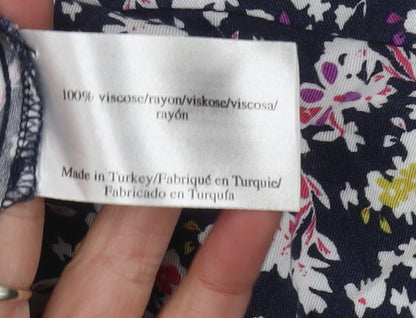 100% viscose/rayon/viskose/viscosa/
rayón
Made in Turkey/Fabriqué en Turquie/
Fabricado en Turquía